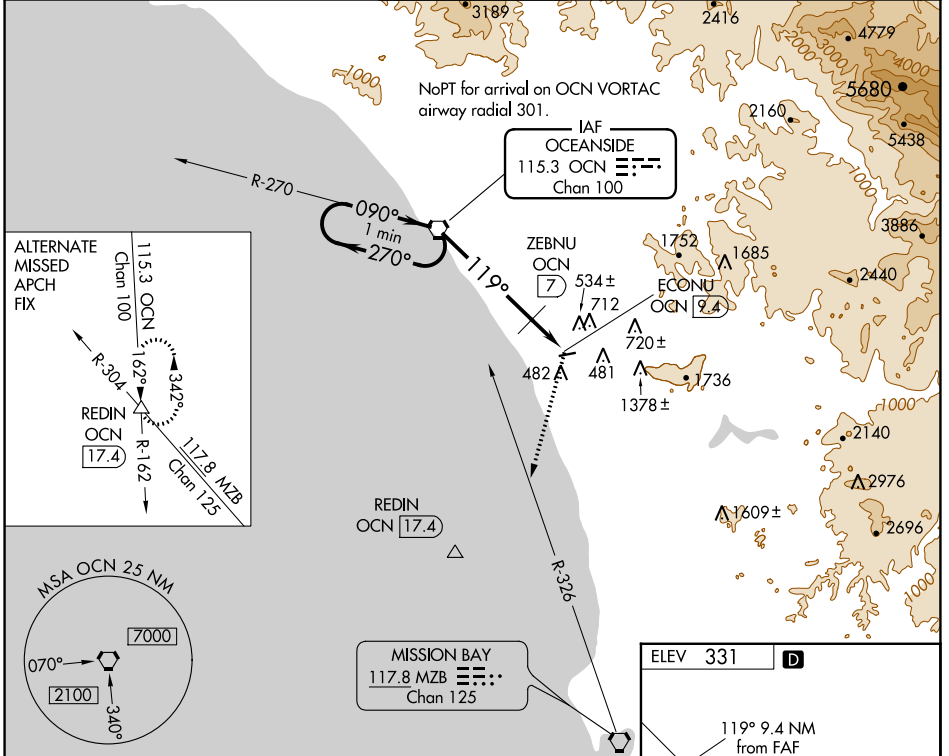 3189
2416
4779
3000
4000
2000
1000
5680
5438
2160
1000
NoPT for arrival on OCN VORTAC
airway radial 301.
IAF
OCEANSIDE
115.3 OCN
Chan 100
R-270
090°
1 min
270°
119°
ZEBNU
OCN
7
534±
712
1752
1685
ECONU
OCN 9.4
3886
2440
720±
482
481
1378±
1736
1000
2140
2976
1609±
2696
1000
ALTERNATE
MISSED
APCH
FIX
115.3 OCN
Chan 100
162°
342°
R-304
REDIN
OCN
17.4
R-162
117.8 MZB
Chan 125
REDIN
OCN 17.4
R-326
MSA OCN 25 NM
7000
070°
2100
340°
MISSION BAY
117.8 MZB
Chan 125
ELEV 331 D
119° 9.4 NM
from FAF